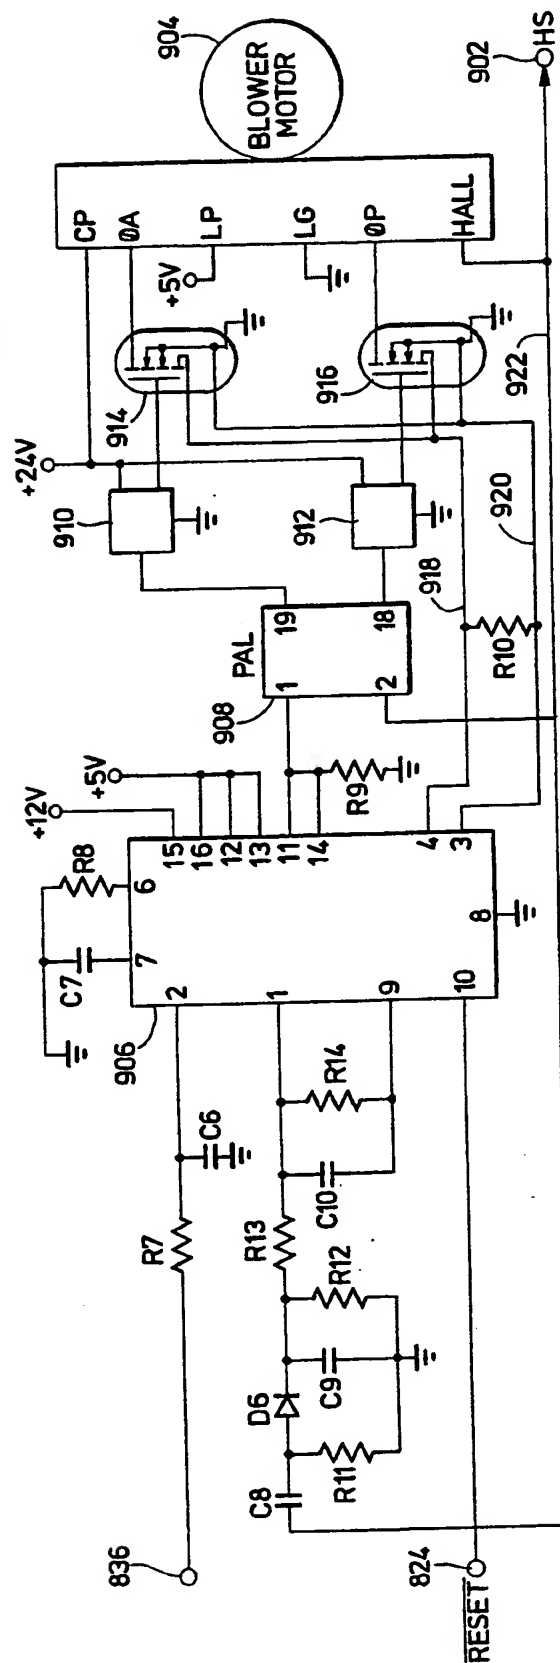 904
BLOWER
MOTOR
902
HS
CP
ØA
LP
LG
ØP
HALL
+5V
914
916
922
+24V
910
912
918
920
PAL
19
18
1
2
908
R10
+12V
+5V
R9
R8
C7
6
7
15
16
12
13
11
14
4
3
8
2
1
9
10
906
R7
C6
R14
C10
R13
R12
C9
D6
R11
C8
836
824
RESET